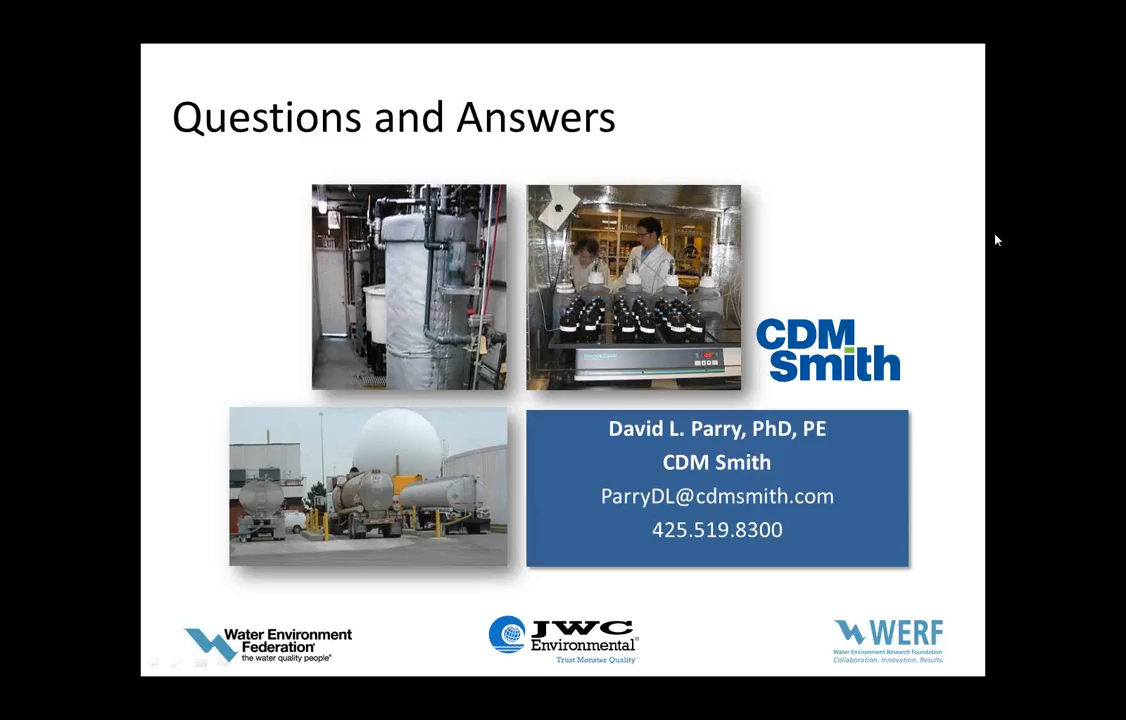 Questions and Answers
CDM
Smith
David L. Parry, PhD, PE
CDM Smith
ParryDL@cdmsmith.com
425.519.8300
Water Environment
Federation®
the water quality people®
JWC
Environmental®
Trust Monster Quality™
WERF
Water Environment Research Foundation
Collaboration. Innovation. Results.